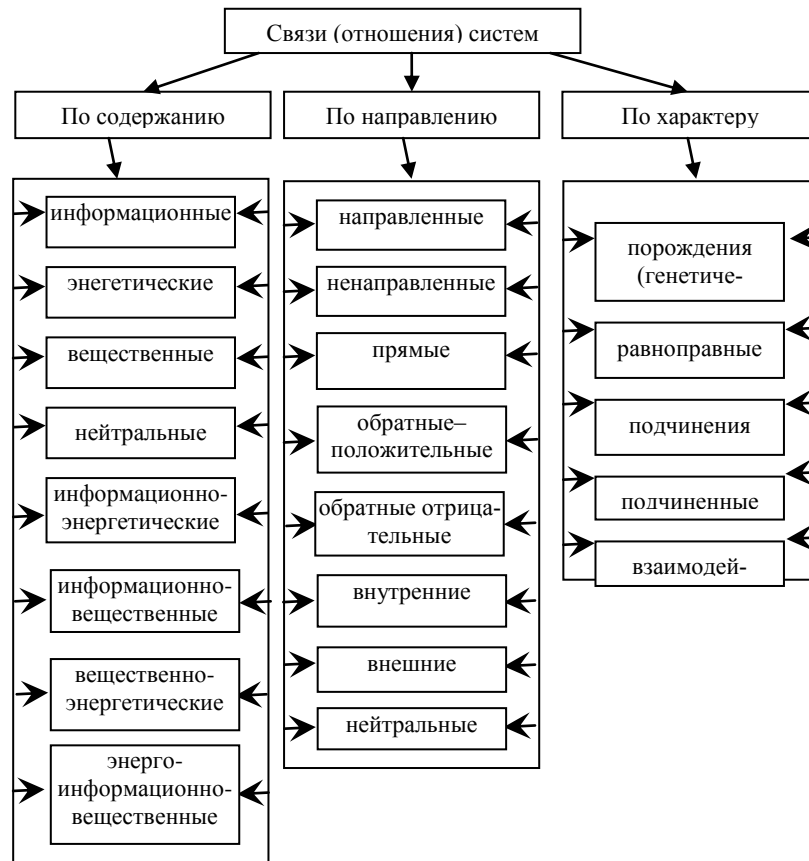 Связи (отношения) систем
По содержанию
По направлению
По характеру
информационные
энегетические
вещественные
нейтральные
информационно-
энергетические
информационно-
вещественные
вещественно-
энергетические
энерго-
информационно-
вещественные
направленные
ненаправленные
прямые
обратные–
положительные
обратные отрица-
тельные
внутренние
внешние
нейтральные
порождения
(генетиче-
равноправные
подчинения
подчиненные
взаимодей-